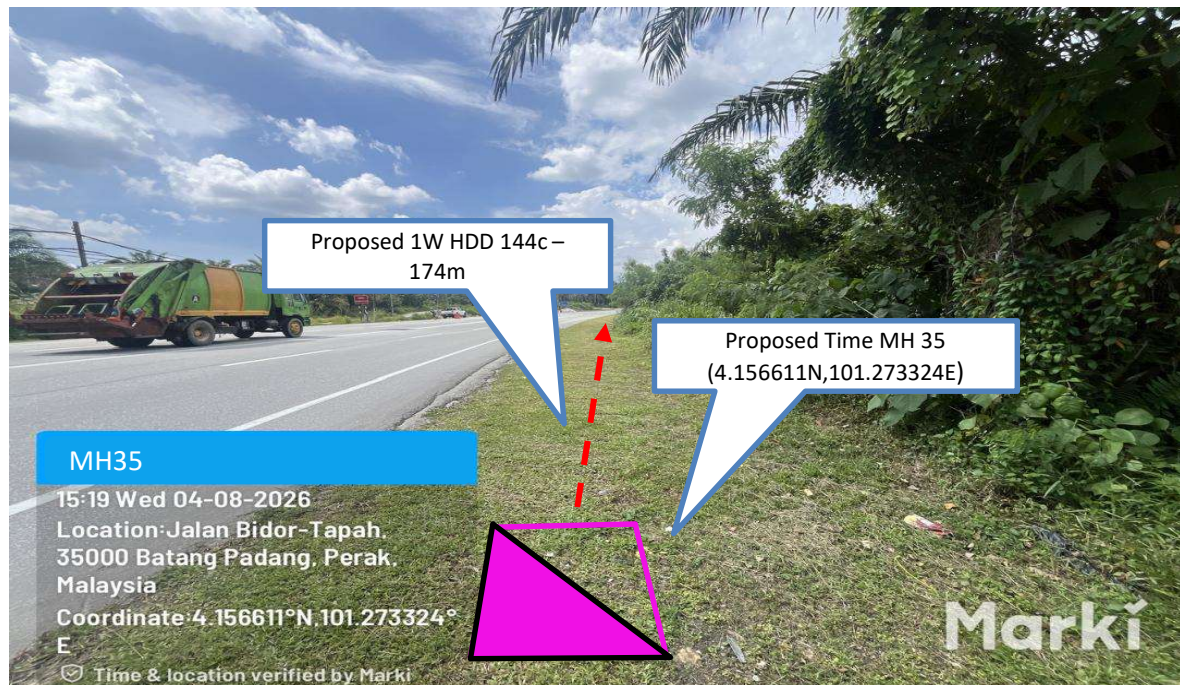 Proposed 1W HDD 144c –
174m
Proposed Time MH 35
(4.156611N,101.273324E)
MH35
15:19 Wed 04-08-2026
Location:Jalan Bidor-Tapah,
35000 Batang Padang, Perak,
Malaysia
Coordinate:4.156611°N,101.273324°
E
Time & location verified by Marki
Marki